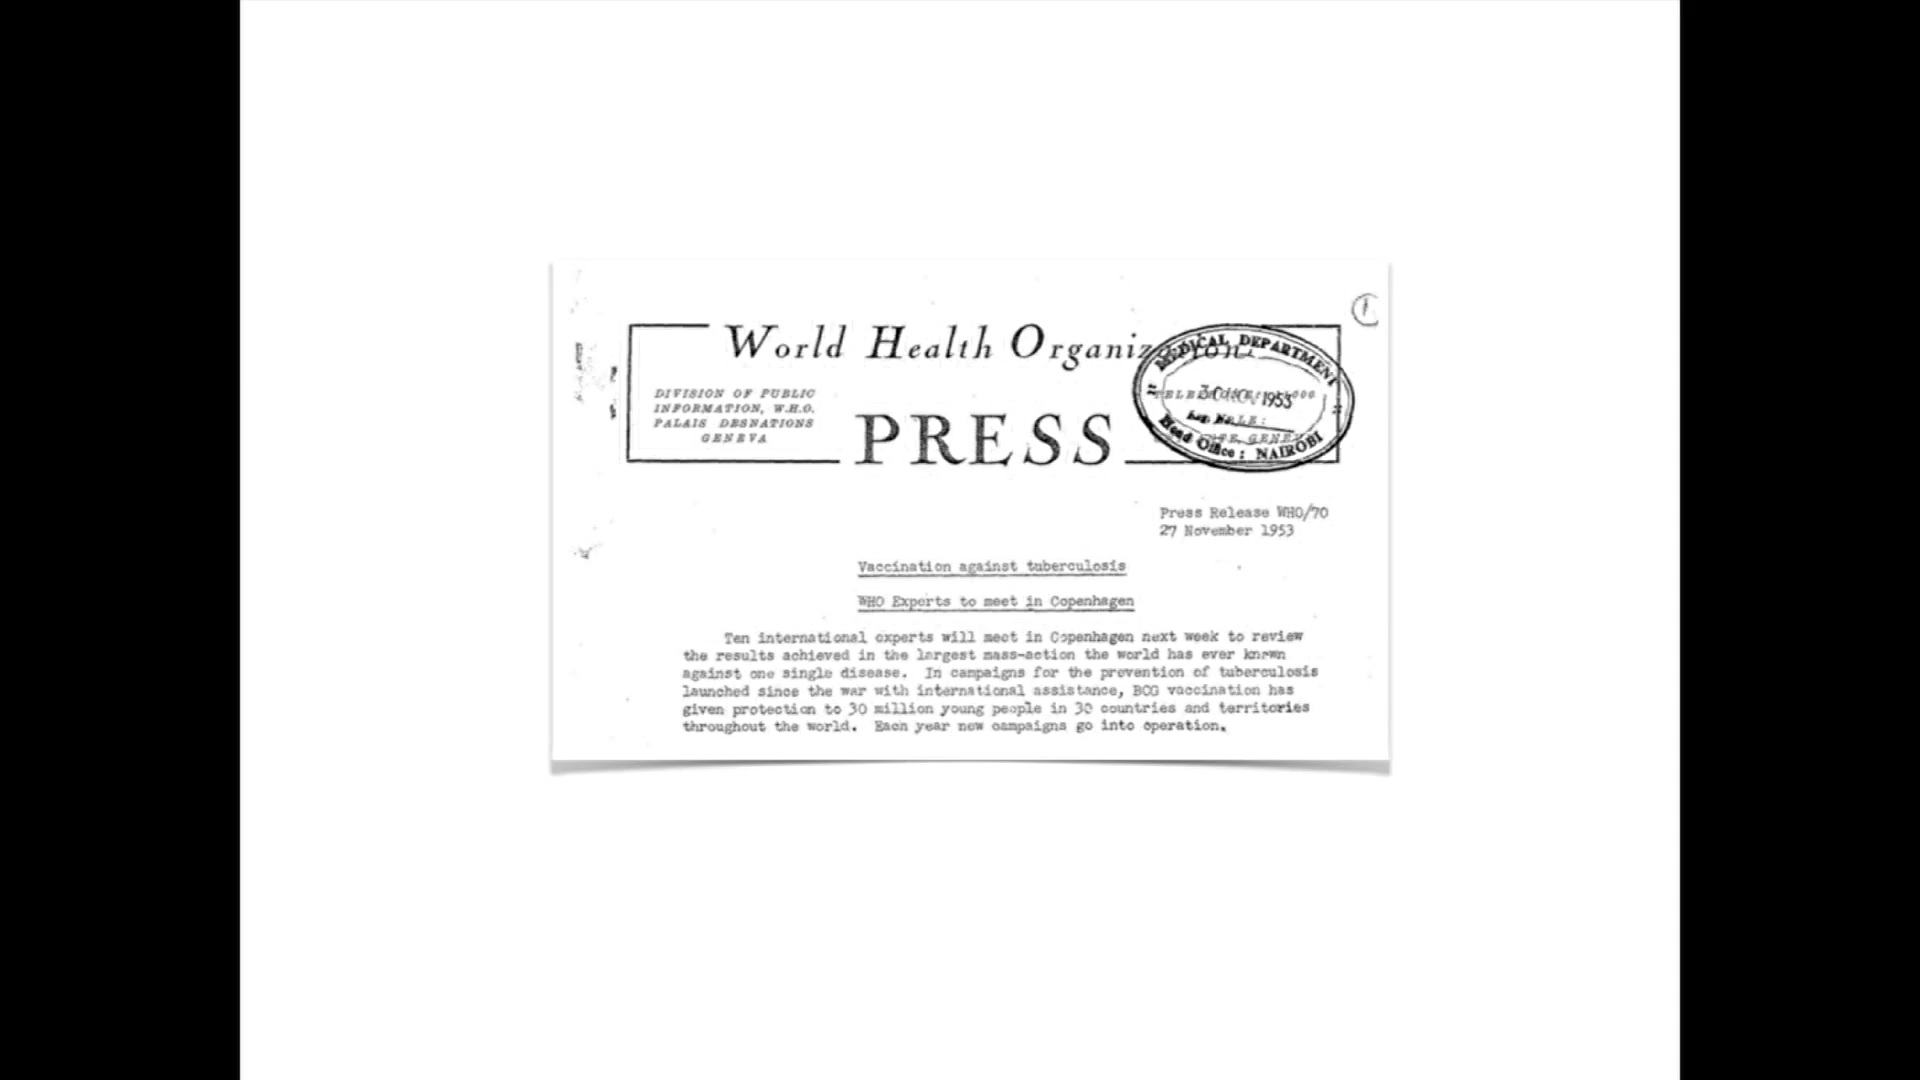 World Health Organiz
DIVISION OF PUBLIC
INFORMATION, W.H.O.
PALAIS DESNATIONS
GENEVA
PRESS
MEDICAL DEPARTMENT
1953
Head Office: NAIROBI
1
Press Release WHO/70
27 November 1953
Vaccination against tuberculosis
WHO Experts to meet in Copenhagen
Ten international experts will meet in Copenhagen next week to review
the results achieved in the largest mass-action the world has ever known
against one single disease. In campaigns for the prevention of tuberculosis
launched since the war with international assistance, BCG vaccination has
given protection to 30 million young people in 30 countries and territories
throughout the world. Each year new campaigns go into operation.